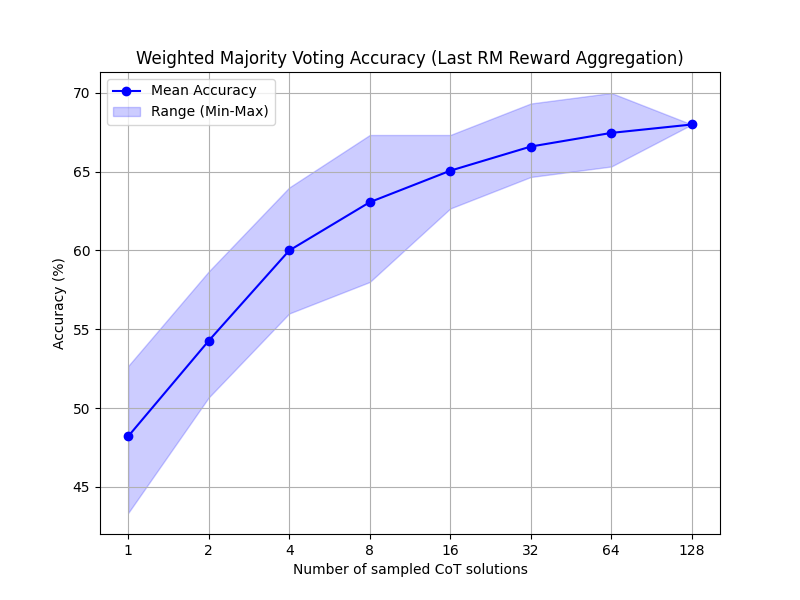 Weighted Majority Voting Accuracy (Last RM Reward Aggregation)
Mean Accuracy
Range (Min-Max)
70
65
60
55
50
45
Accuracy (%)
1 2 4 8 16 32 64 128
Number of sampled CoT solutions